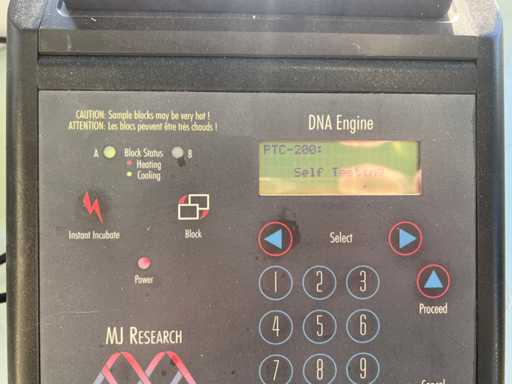 CAUTION: Sample blocks may be very hot !
ATTENTION: Les blocs peuvent être très chauds !
DNA Engine
A Block Status B
Heating
Cooling
PTC-200:
Self Testing
Instant Incubate
Block
Select
Power
Proceed
1 2 3
4 5 6
7 8 9
MJ RESEARCH
Cancel